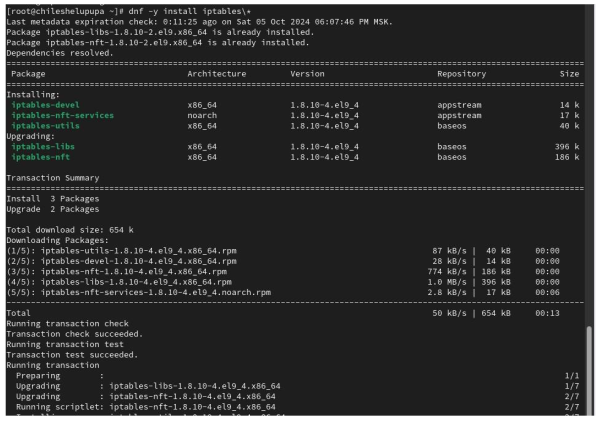 [root@chileshelupupa ~]# dnf -y install iptables\*
Last metadata expiration check: 0:11:25 ago on Sat 05 Oct 2024 06:07:46 PM MSK.
Package iptables-libs-1.8.10-2.el9.x86_64 is already installed.
Package iptables-nft-1.8.10-2.el9.x86_64 is already installed.
Dependencies resolved.
================================================================================
Package Architecture Version Repository Size
================================================================================
Installing:
iptables-devel x86_64 1.8.10-4.el9_4 appstream 14 k
iptables-nft-services noarch 1.8.10-4.el9_4 appstream 17 k
iptables-utils x86_64 1.8.10-4.el9_4 baseos 40 k
Upgrading:
iptables-libs x86_64 1.8.10-4.el9_4 baseos 396 k
iptables-nft x86_64 1.8.10-4.el9_4 baseos 186 k
Transaction Summary
================================================================================
Install 3 Packages
Upgrade 2 Packages
Total download size: 654 k
Downloading Packages:
(1/5): iptables-utils-1.8.10-4.el9_4.x86_64.rpm 87 kB/s | 40 kB 00:00
(2/5): iptables-devel-1.8.10-4.el9_4.x86_64.rpm 28 kB/s | 14 kB 00:00
(3/5): iptables-nft-1.8.10-4.el9_4.x86_64.rpm 774 kB/s | 186 kB 00:00
(4/5): iptables-libs-1.8.10-4.el9_4.x86_64.rpm 1.0 MB/s | 396 kB 00:00
(5/5): iptables-nft-services-1.8.10-4.el9_4.noarch.rpm 2.8 kB/s | 17 kB 00:06
--------------------------------------------------------------------------------
Total 50 kB/s | 654 kB 00:13
Running transaction check
Transaction check succeeded.
Running transaction test
Transaction test succeeded.
Running transaction
Preparing : 1/1
Upgrading : iptables-libs-1.8.10-4.el9_4.x86_64 1/7
Upgrading : iptables-nft-1.8.10-4.el9_4.x86_64 2/7
Running scriptlet: iptables-nft-1.8.10-4.el9_4.x86_64 2/7